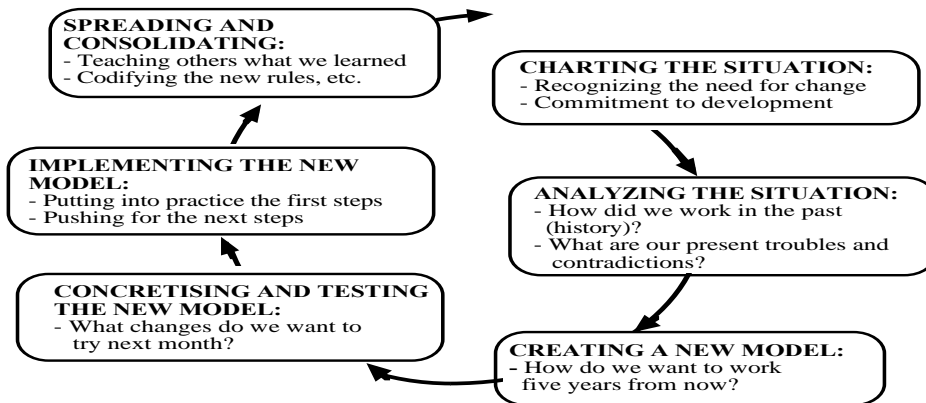 SPREADING AND
CONSOLIDATING:
- Teaching others what we learned
- Codifying the new rules, etc.
CHARTING THE SITUATION:
- Recognizing the need for change
- Commitment to development
ANALYZING THE SITUATION:
- How did we work in the past
(history)?
- What are our present troubles and
contradictions?
CREATING A NEW MODEL:
- How do we want to work
five years from now?
CONCRETISING AND TESTING
THE NEW MODEL:
- What changes do we want to
try next month?
IMPLEMENTING THE NEW
MODEL:
- Putting into practice the first steps
- Pushing for the next steps